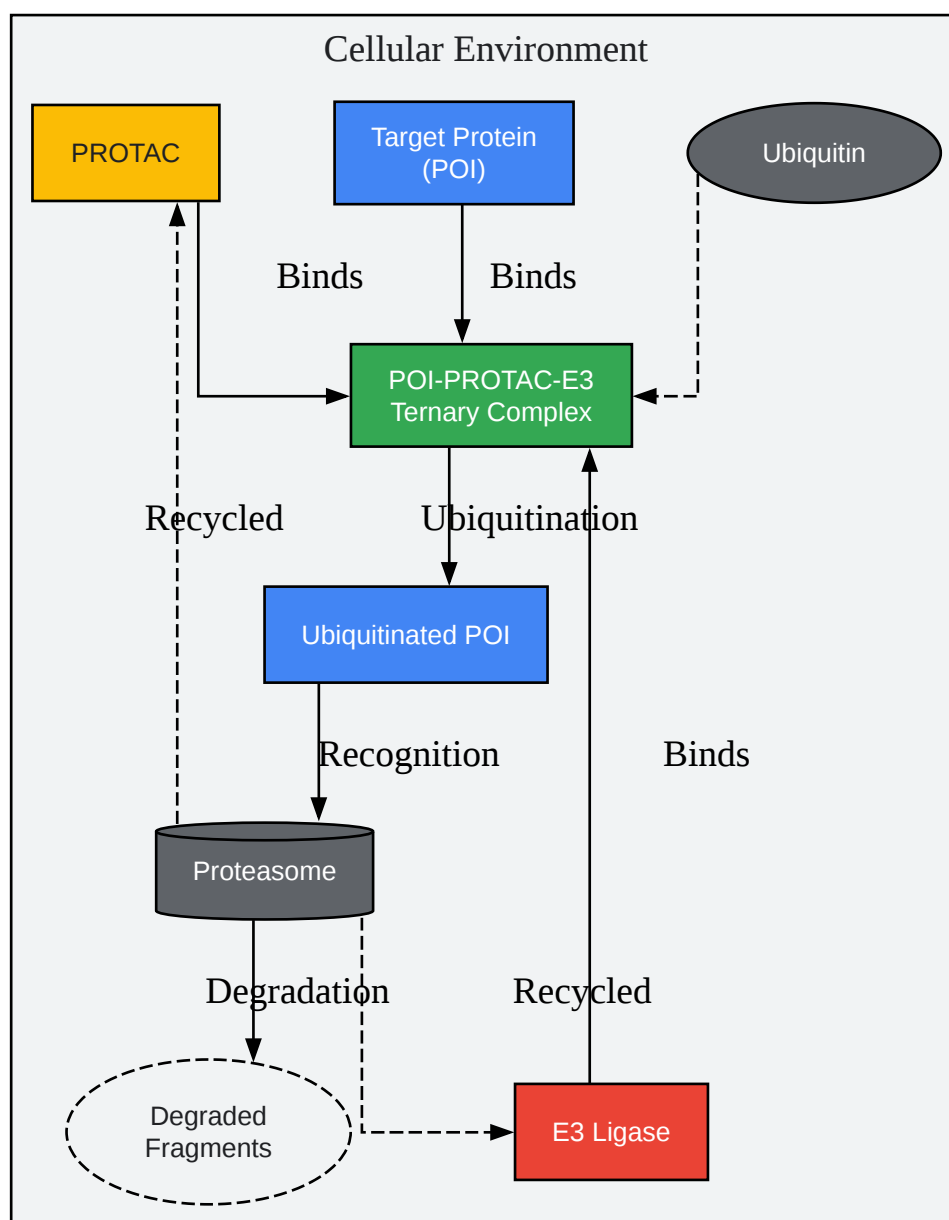 Cellular Environment
PROTAC
Target Protein
(POI)
Ubiquitin
Binds
Binds
POI-PROTAC-E3
Ternary Complex
Recycled
Ubiquitination
Ubiquitinated POI
Recognition
Binds
Proteasome
Degradation
Recycled
Degraded
Fragments
E3 Ligase